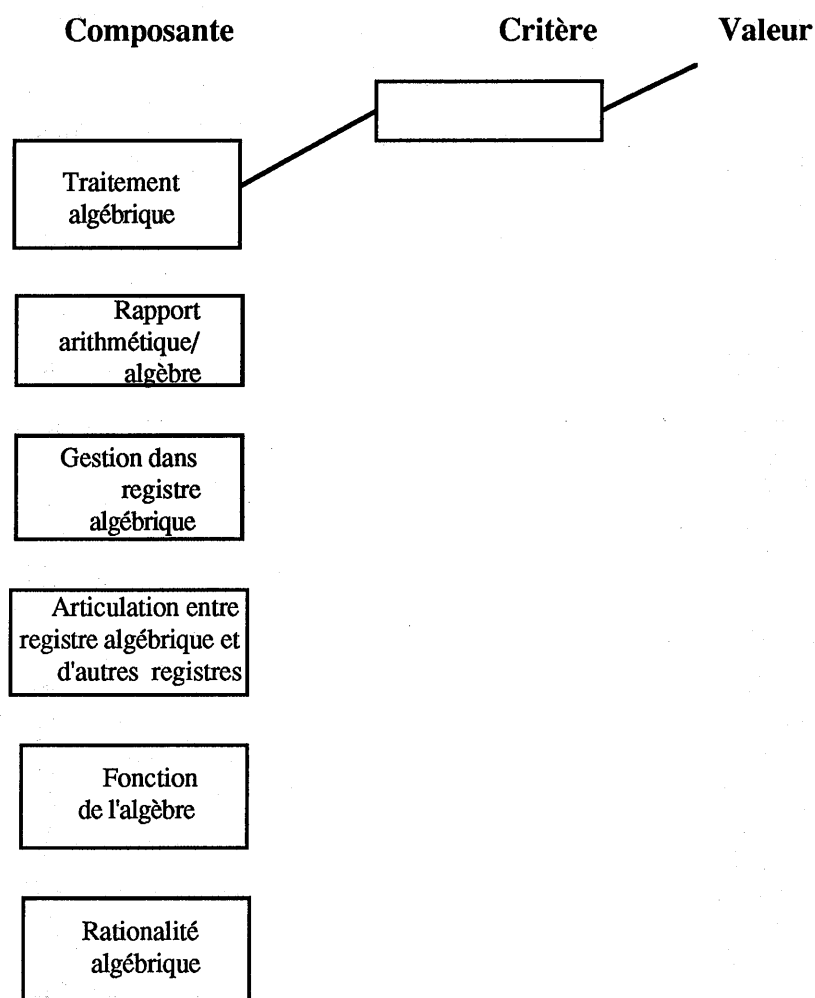 Composante Critère Valeur
Traitement
algébrique
Rapport
arithmétique/
algèbre
Gestion dans
registre
algébrique
Articulation entre
registre algébrique et
d'autres registres
Fonction
de l'algèbre
Rationalité
algébrique